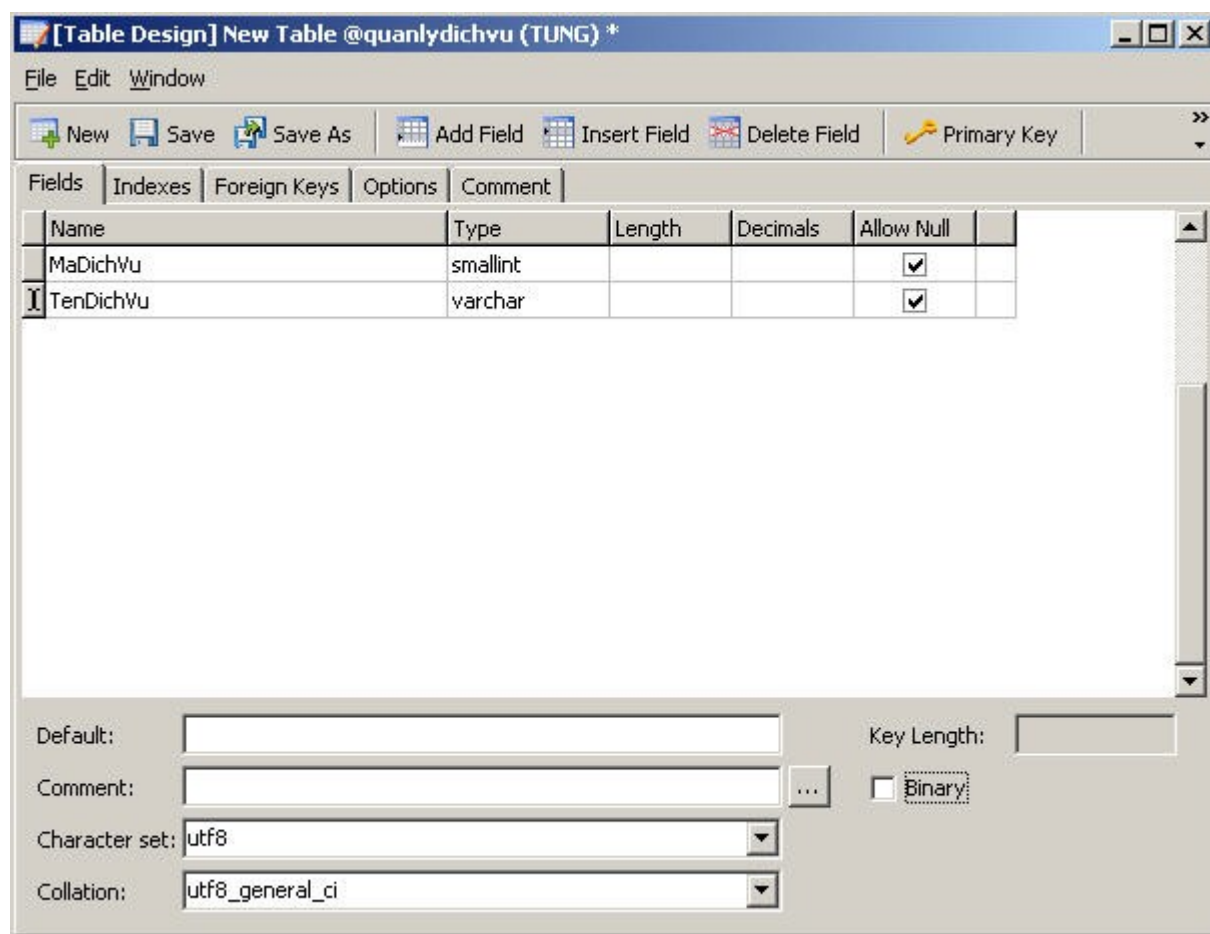 [Table Design] New Table @quanlydichvu (TUNG) *
File Edit Window
New Save Save As Add Field Insert Field Delete Field Primary Key »
Fields Indexes Foreign Keys Options Comment
Name Type Length Decimals Allow Null
MaDichVu smallint
TenDichVu varchar
Default: Key Length:
Comment: ... Binary
Character set: utf8
Collation: utf8_general_ci